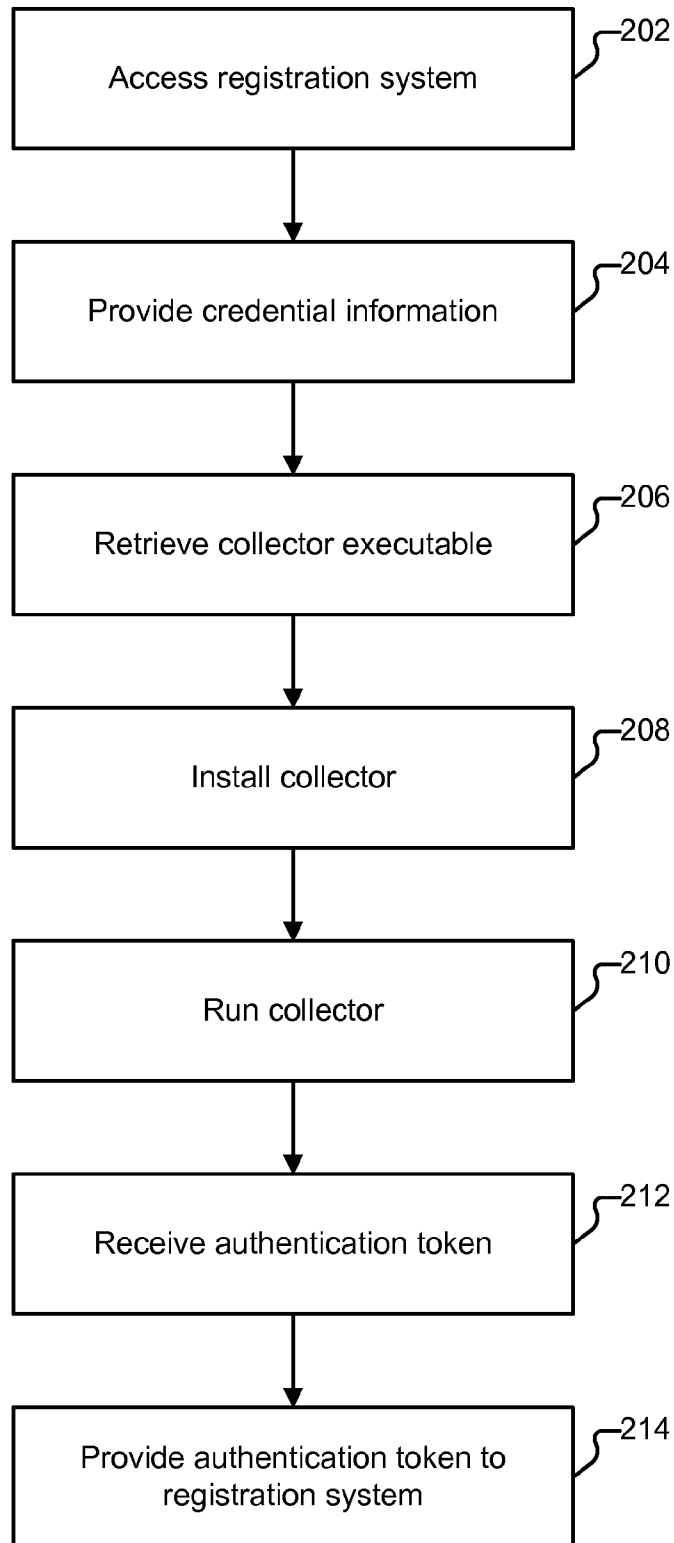 202
Access registration system
204
Provide credential information
206
Retrieve collector executable
208
Install collector
210
Run collector
212
Receive authentication token
214
Provide authentication token to
registration system